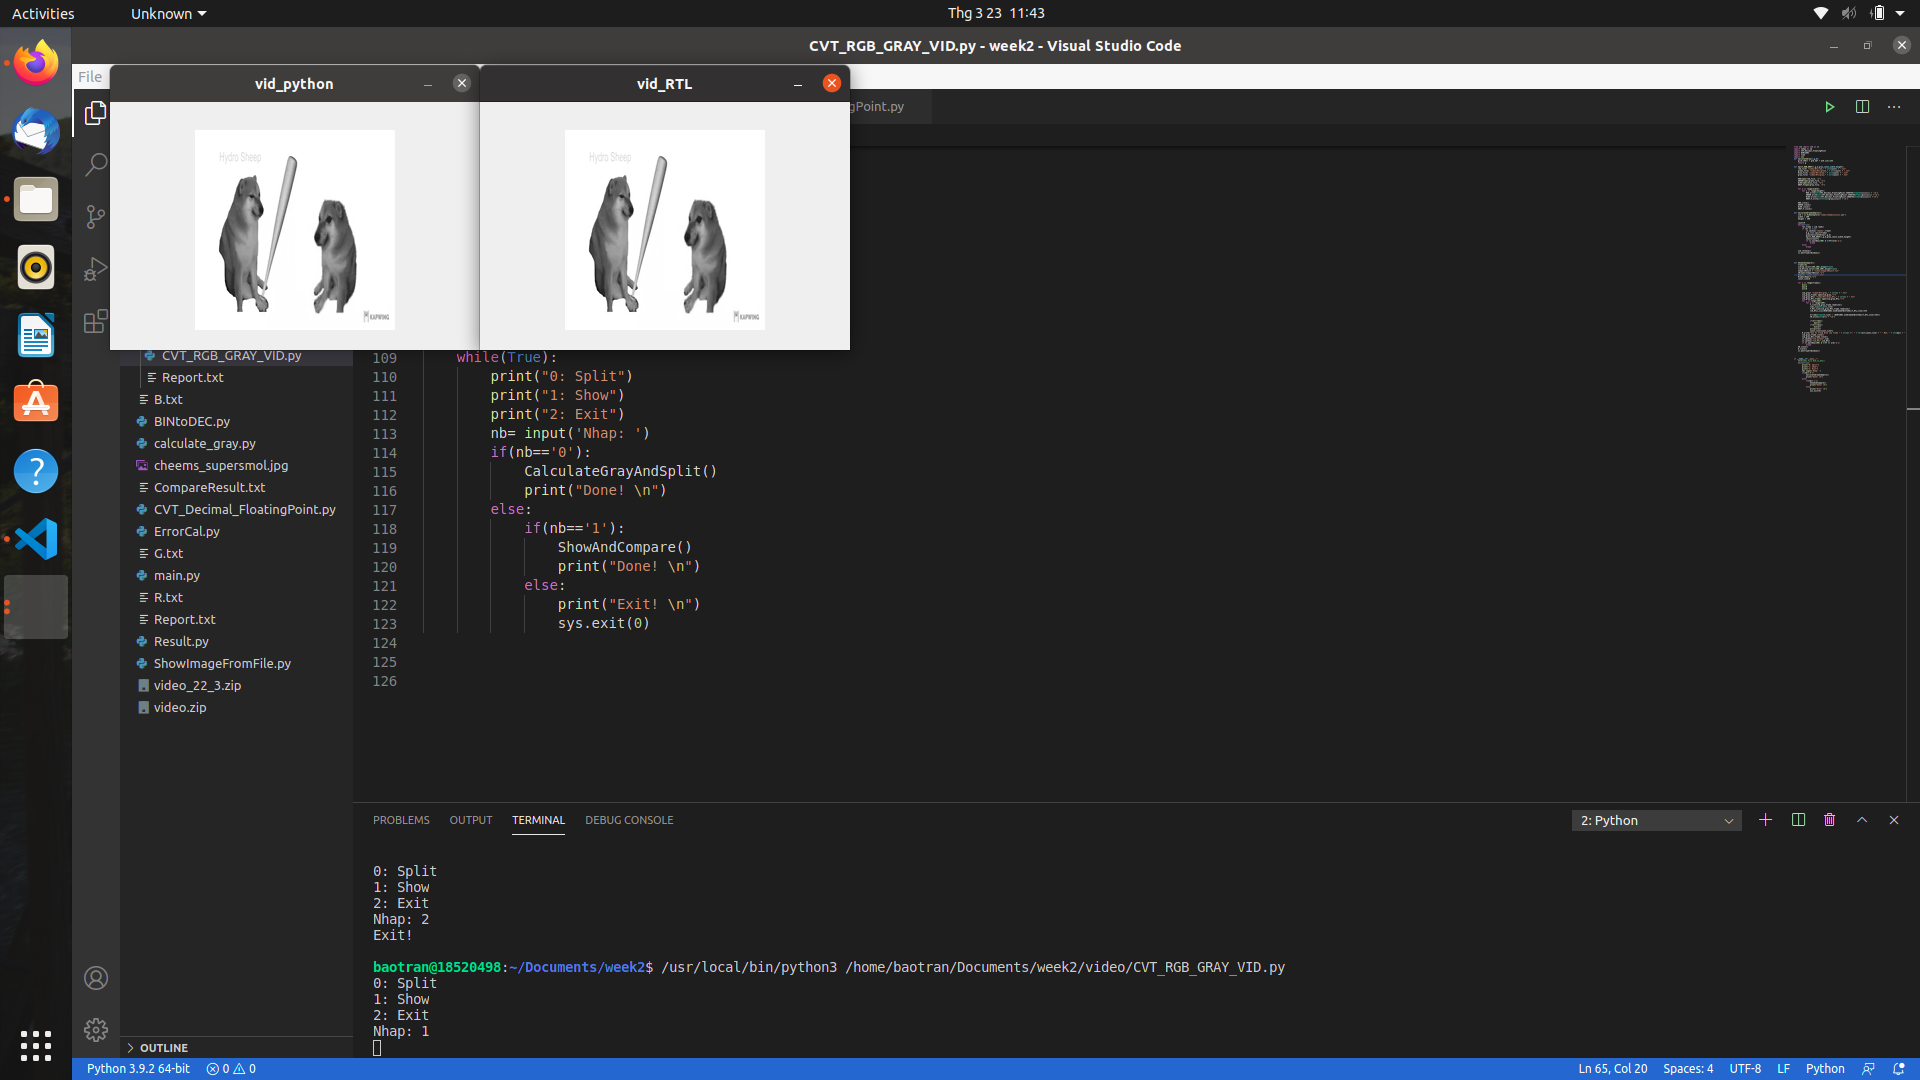 Activities
Unknown
Thg 3 23 11:43
CVT_RGB_GRAY_VID.py - week2 - Visual Studio Code
File
vid_python
vid_RTL
gPoint.py
Hydro Sheep
KAPWING
Hydro Sheep
KAPWING
CVT_RGB_GRAY_VID.py
Report.txt
B.txt
BINtoDEC.py
calculate_gray.py
cheems_supersmol.jpg
CompareResult.txt
CVT_Decimal_FloatingPoint.py
ErrorCal.py
G.txt
main.py
R.txt
Report.txt
Result.py
ShowImageFromFile.py
video_22_3.zip
video.zip
OUTLINE
109 while(True):
110 print("0: Split")
111 print("1: Show")
112 print("2: Exit")
113 nb= input('Nhap: ')
114 if(nb=='0'):
115 CalculateGrayAndSplit()
116 print("Done! \n")
117 else:
118 if(nb=='1'):
119 ShowAndCompare()
120 print("Done! \n")
121 else:
122 print("Exit! \n")
123 sys.exit(0)
124
125
126
PROBLEMS OUTPUT TERMINAL DEBUG CONSOLE
2: Python
0: Split
1: Show
2: Exit
Nhap: 2
Exit!
baotran@18520498:~/Documents/week2$ /usr/local/bin/python3 /home/baotran/Documents/week2/video/CVT_RGB_GRAY_VID.py
0: Split
1: Show
2: Exit
Nhap: 1
Python 3.9.2 64-bit 0 0
Ln 65, Col 20 Spaces: 4 UTF-8 LF Python